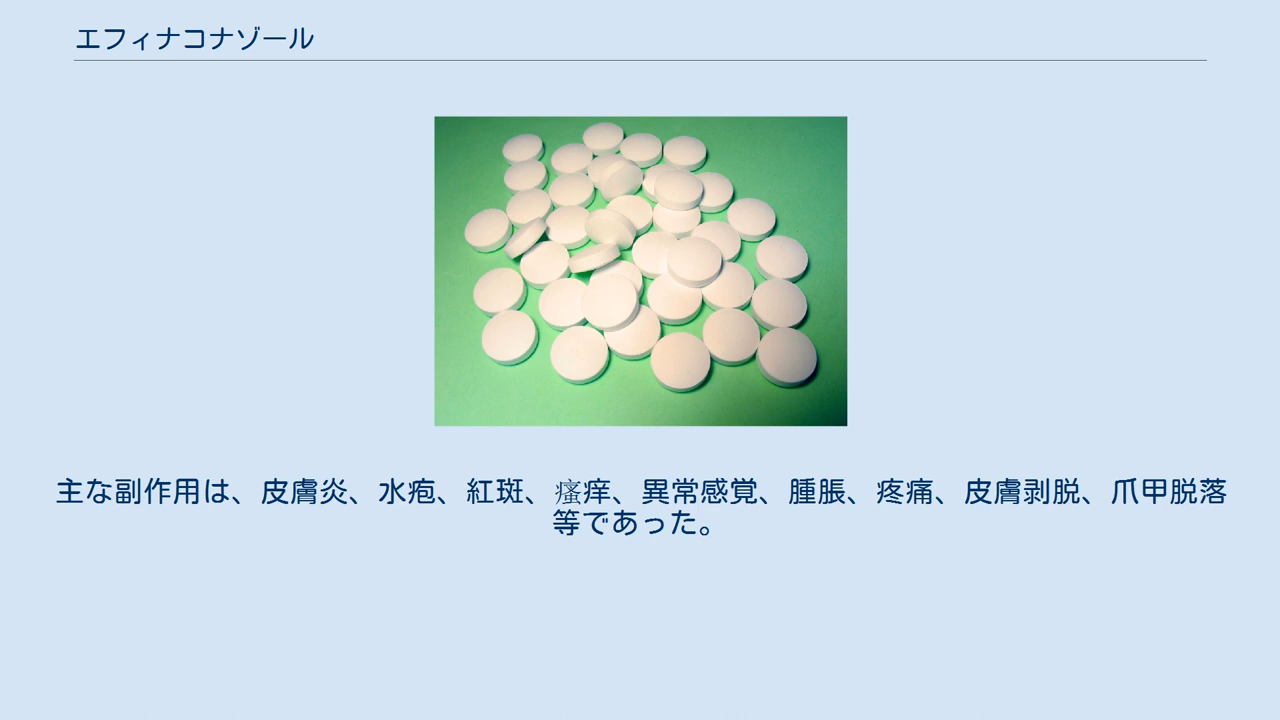 エフィナコナゾール
主な副作用は、皮膚炎、水疱、紅斑、瘙痒、異常感覚、腫脹、疼痛、皮膚剥脱、爪甲脱落
等であった。